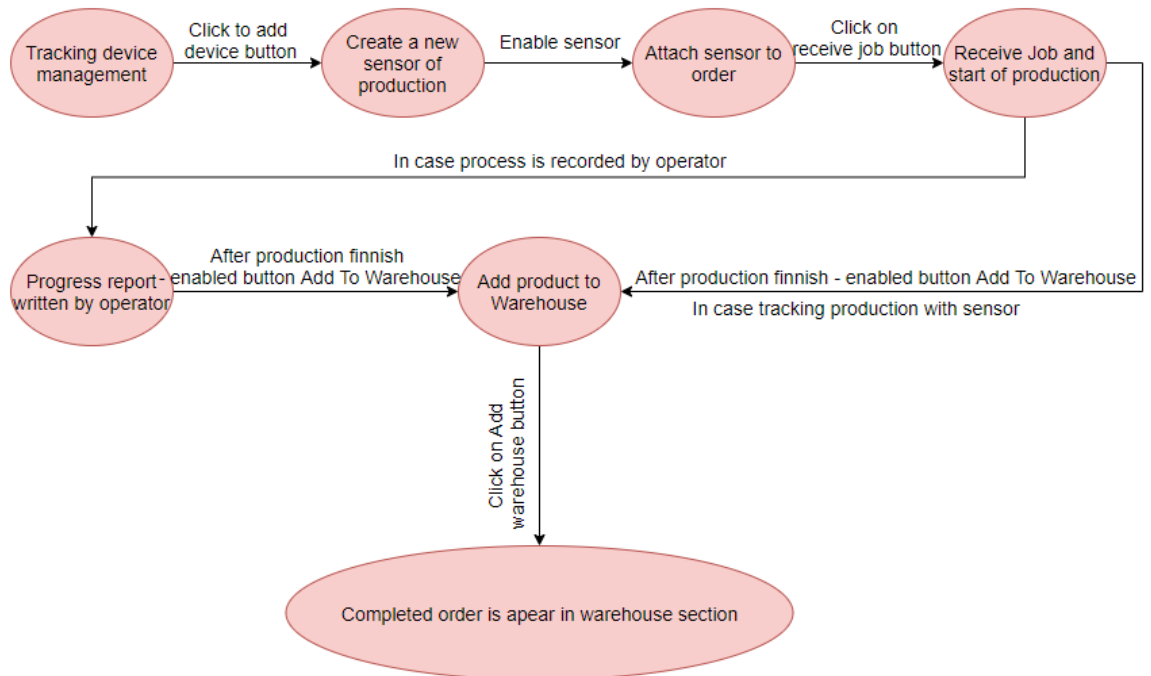 Tracking device
management
Click to add
device button
Create a new
sensor of
production
Enable sensor
Attach sensor to
order
Click on
receive job button
Receive Job and
start of production
In case process is recorded by operator
Progress report-
written by operator
After production finnish
enabled button Add To Warehouse
Add product to
Warehouse
After production finnish - enabled button Add To Warehouse
In case tracking production with sensor
Click on Add
warehouse button
Completed order is apear in warehouse section